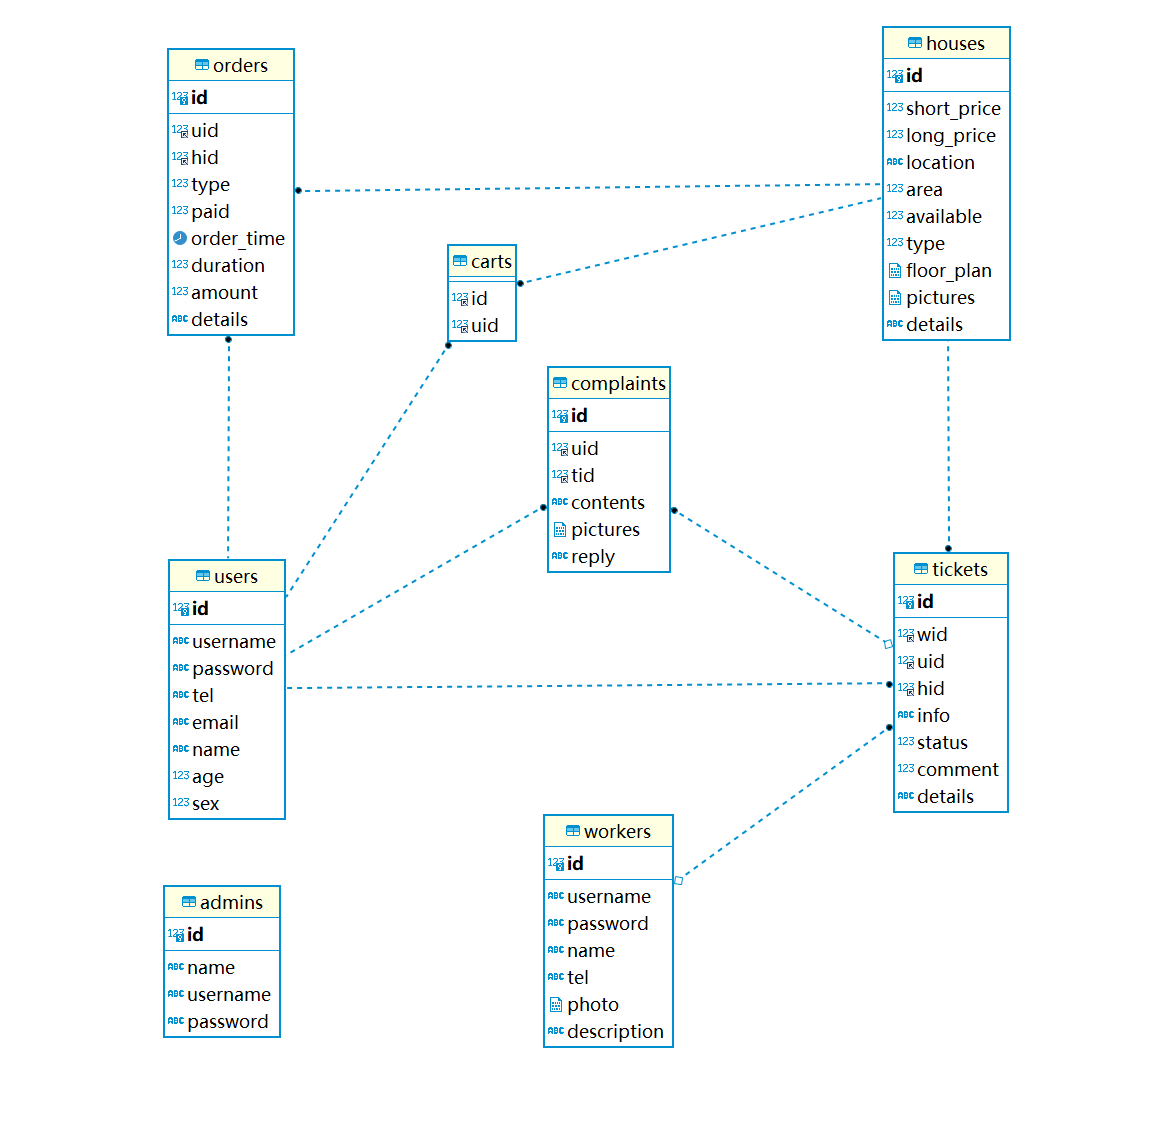 orders
id
uid
hid
type
paid
order_time
duration
amount
details
houses
id
short_price
long_price
location
area
available
type
floor_plan
pictures
details
carts
id
uid
complaints
id
uid
tid
contents
pictures
reply
users
id
username
password
tel
email
name
age
sex
tickets
id
wid
uid
hid
info
status
comment
details
workers
id
username
password
name
tel
photo
description
admins
id
name
username
password